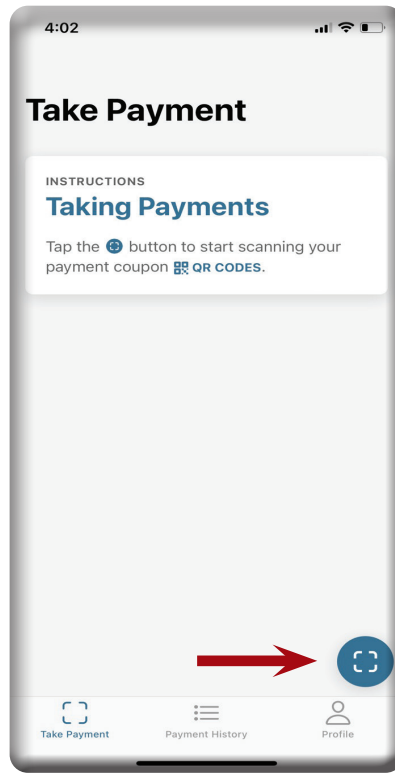 4:02
Take Payment
INSTRUCTIONS
Taking Payments
Tap the button to start scanning your
payment coupon QR CODES.
Take Payment
Payment History
Profile